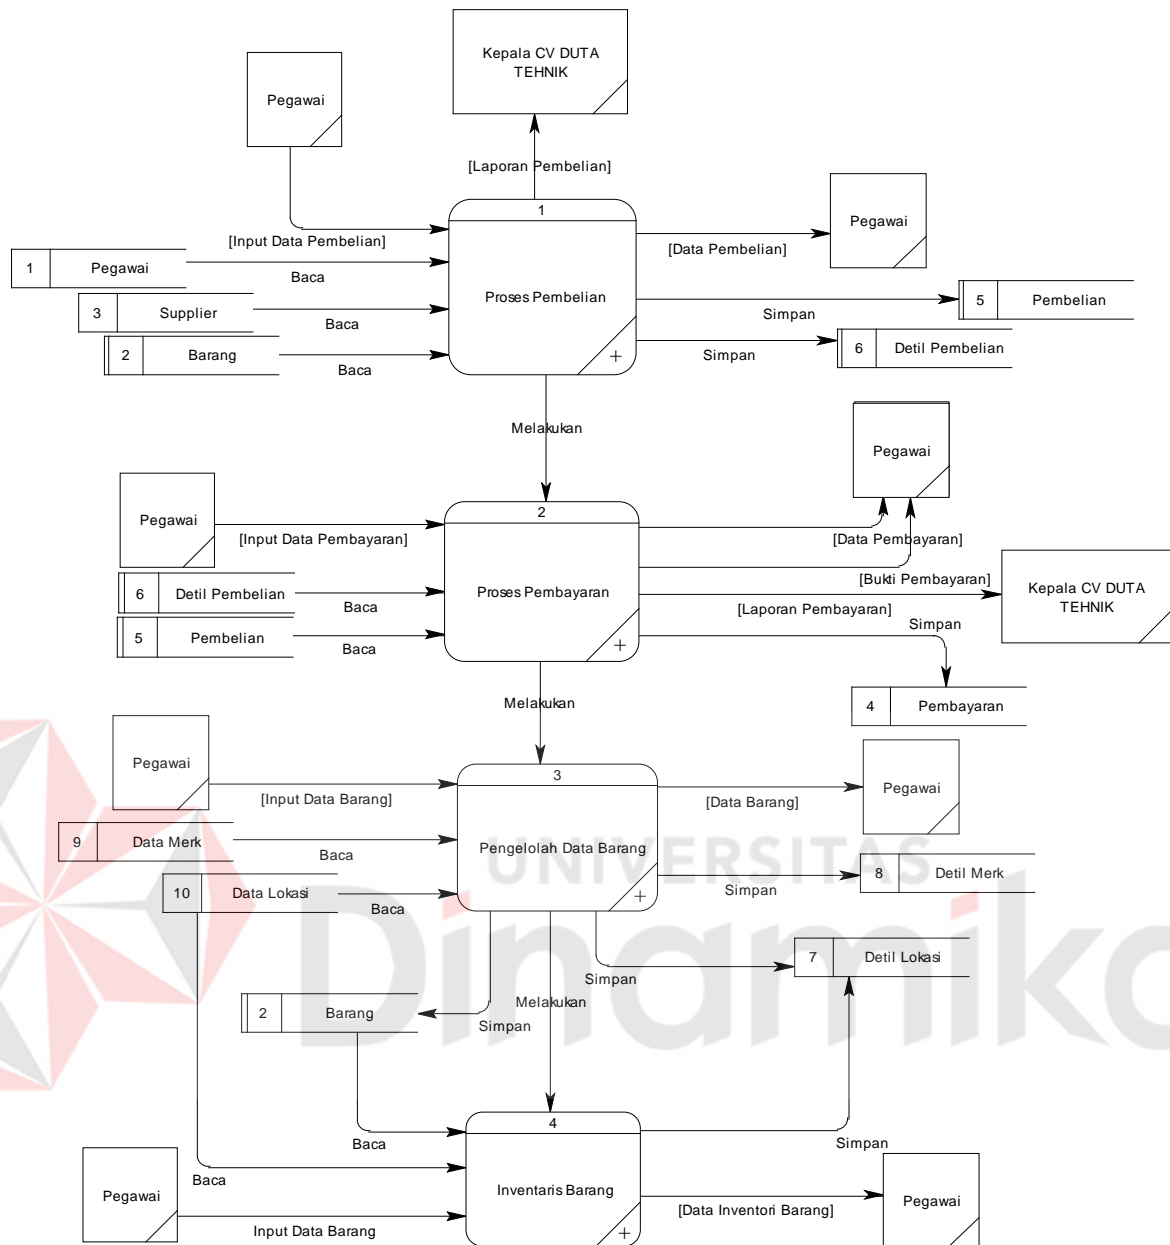 Kepala CV DUTA
TEHNIK
Pegawai
[Laporan Pembelian]
1
Pegawai
[Input Data Pembelian]
[Data Pembelian]
1 Pegawai
Baca
Proses Pembelian
5 Pembelian
3 Supplier
Simpan
Baca
6 Detil Pembelian
2 Barang
Simpan
+
Baca
Melakukan
Pegawai
2
Pegawai
[Input Data Pembayaran]
[Data Pembayaran]
[Bukti Pembayaran]
Kepala CV DUTA
TEHNIK
6 Detil Pembelian
Proses Pembayaran
Baca
[Laporan Pembayaran]
Simpan
5 Pembelian
+
Baca
Melakukan
4 Pembayaran
Pegawai
3
Pegawai
[Input Data Barang]
[Data Barang]
9 Data Merk
Pengelolah Data Barang
Baca
UNIVERSITAS
8 Detil Merk
Simpan
10 Data Lokasi
+
Baca
Dinamika
7 Detil Lokasi
Simpan
Melakukan
2 Barang
Simpan
4
Baca
Simpan
Baca
Pegawai
Inventaris Barang
Pegawai
[Data Inventori Barang]
Input Data Barang
+